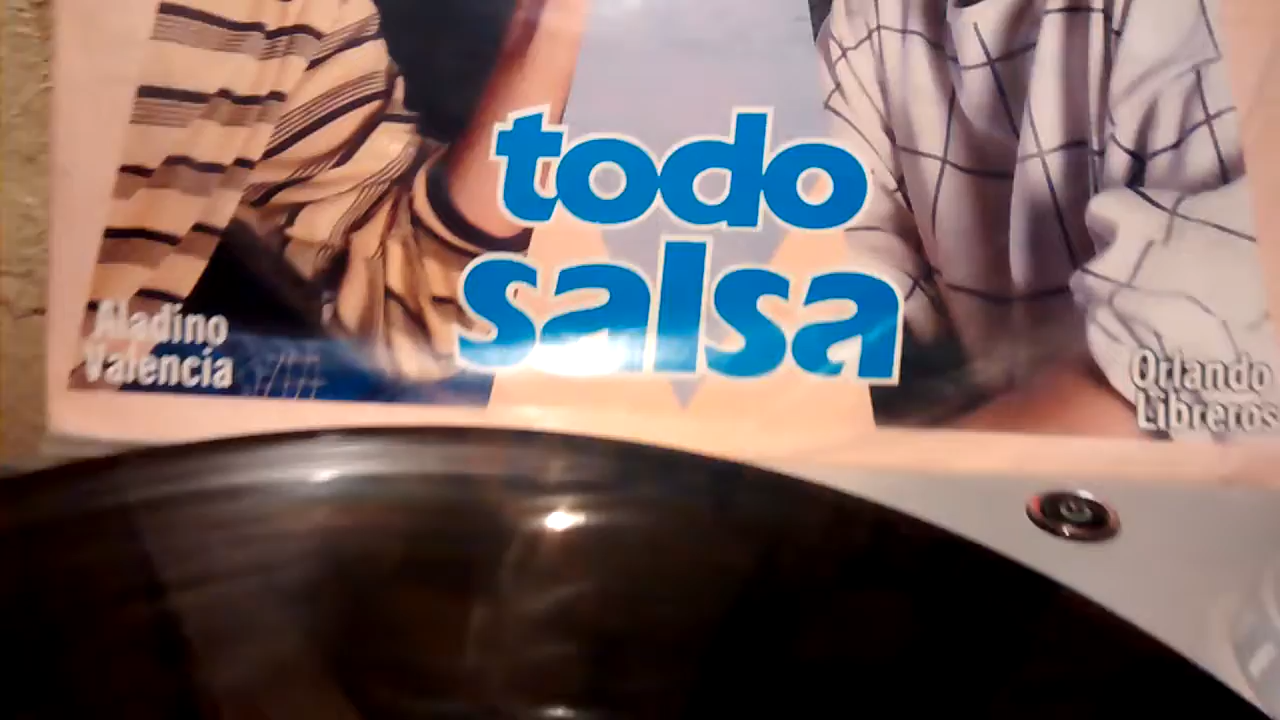 todo
salsa
Aladino
Valencia
Orlando
Libreros